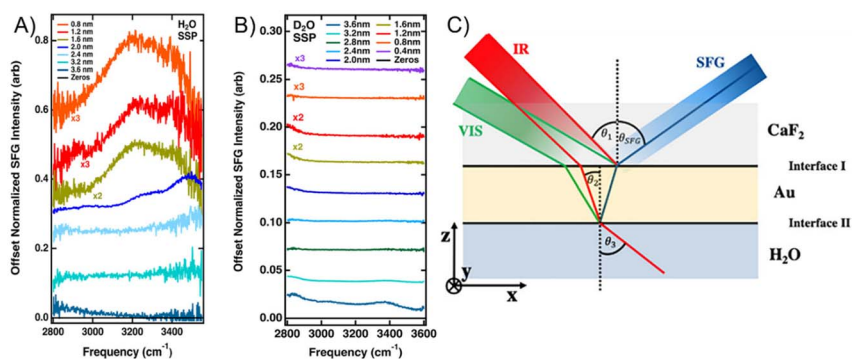 A)
H₂O
SSP
0.8 nm
1.2 nm
1.6 nm
2.0 nm
2.4 nm
3.2 nm
3.6 nm
Zeros
x3
x3
x2
0.8
0.6
0.4
0.2
0.0
2800 3000 3200 3400
Offset Normalized SFG Intensity (arb)
Frequency (cm⁻¹)
B)
D₂O
SSP
3.6nm
3.2nm
2.8nm
2.4nm
2.0nm
1.6nm
1.2nm
0.8nm
0.4nm
Zeros
x3
x3
x2
x2
0.30
0.25
0.20
0.15
0.10
0.05
0.00
2800 3000 3200 3400 3600
Offset Normalized SFG Intensity (arb)
Frequency (cm⁻¹)
C)
IR
SFG
VIS
θ₁
θSFG
CaF₂
Interface I
θ₂
Au
Interface II
z
θ₃
H₂O
y
x